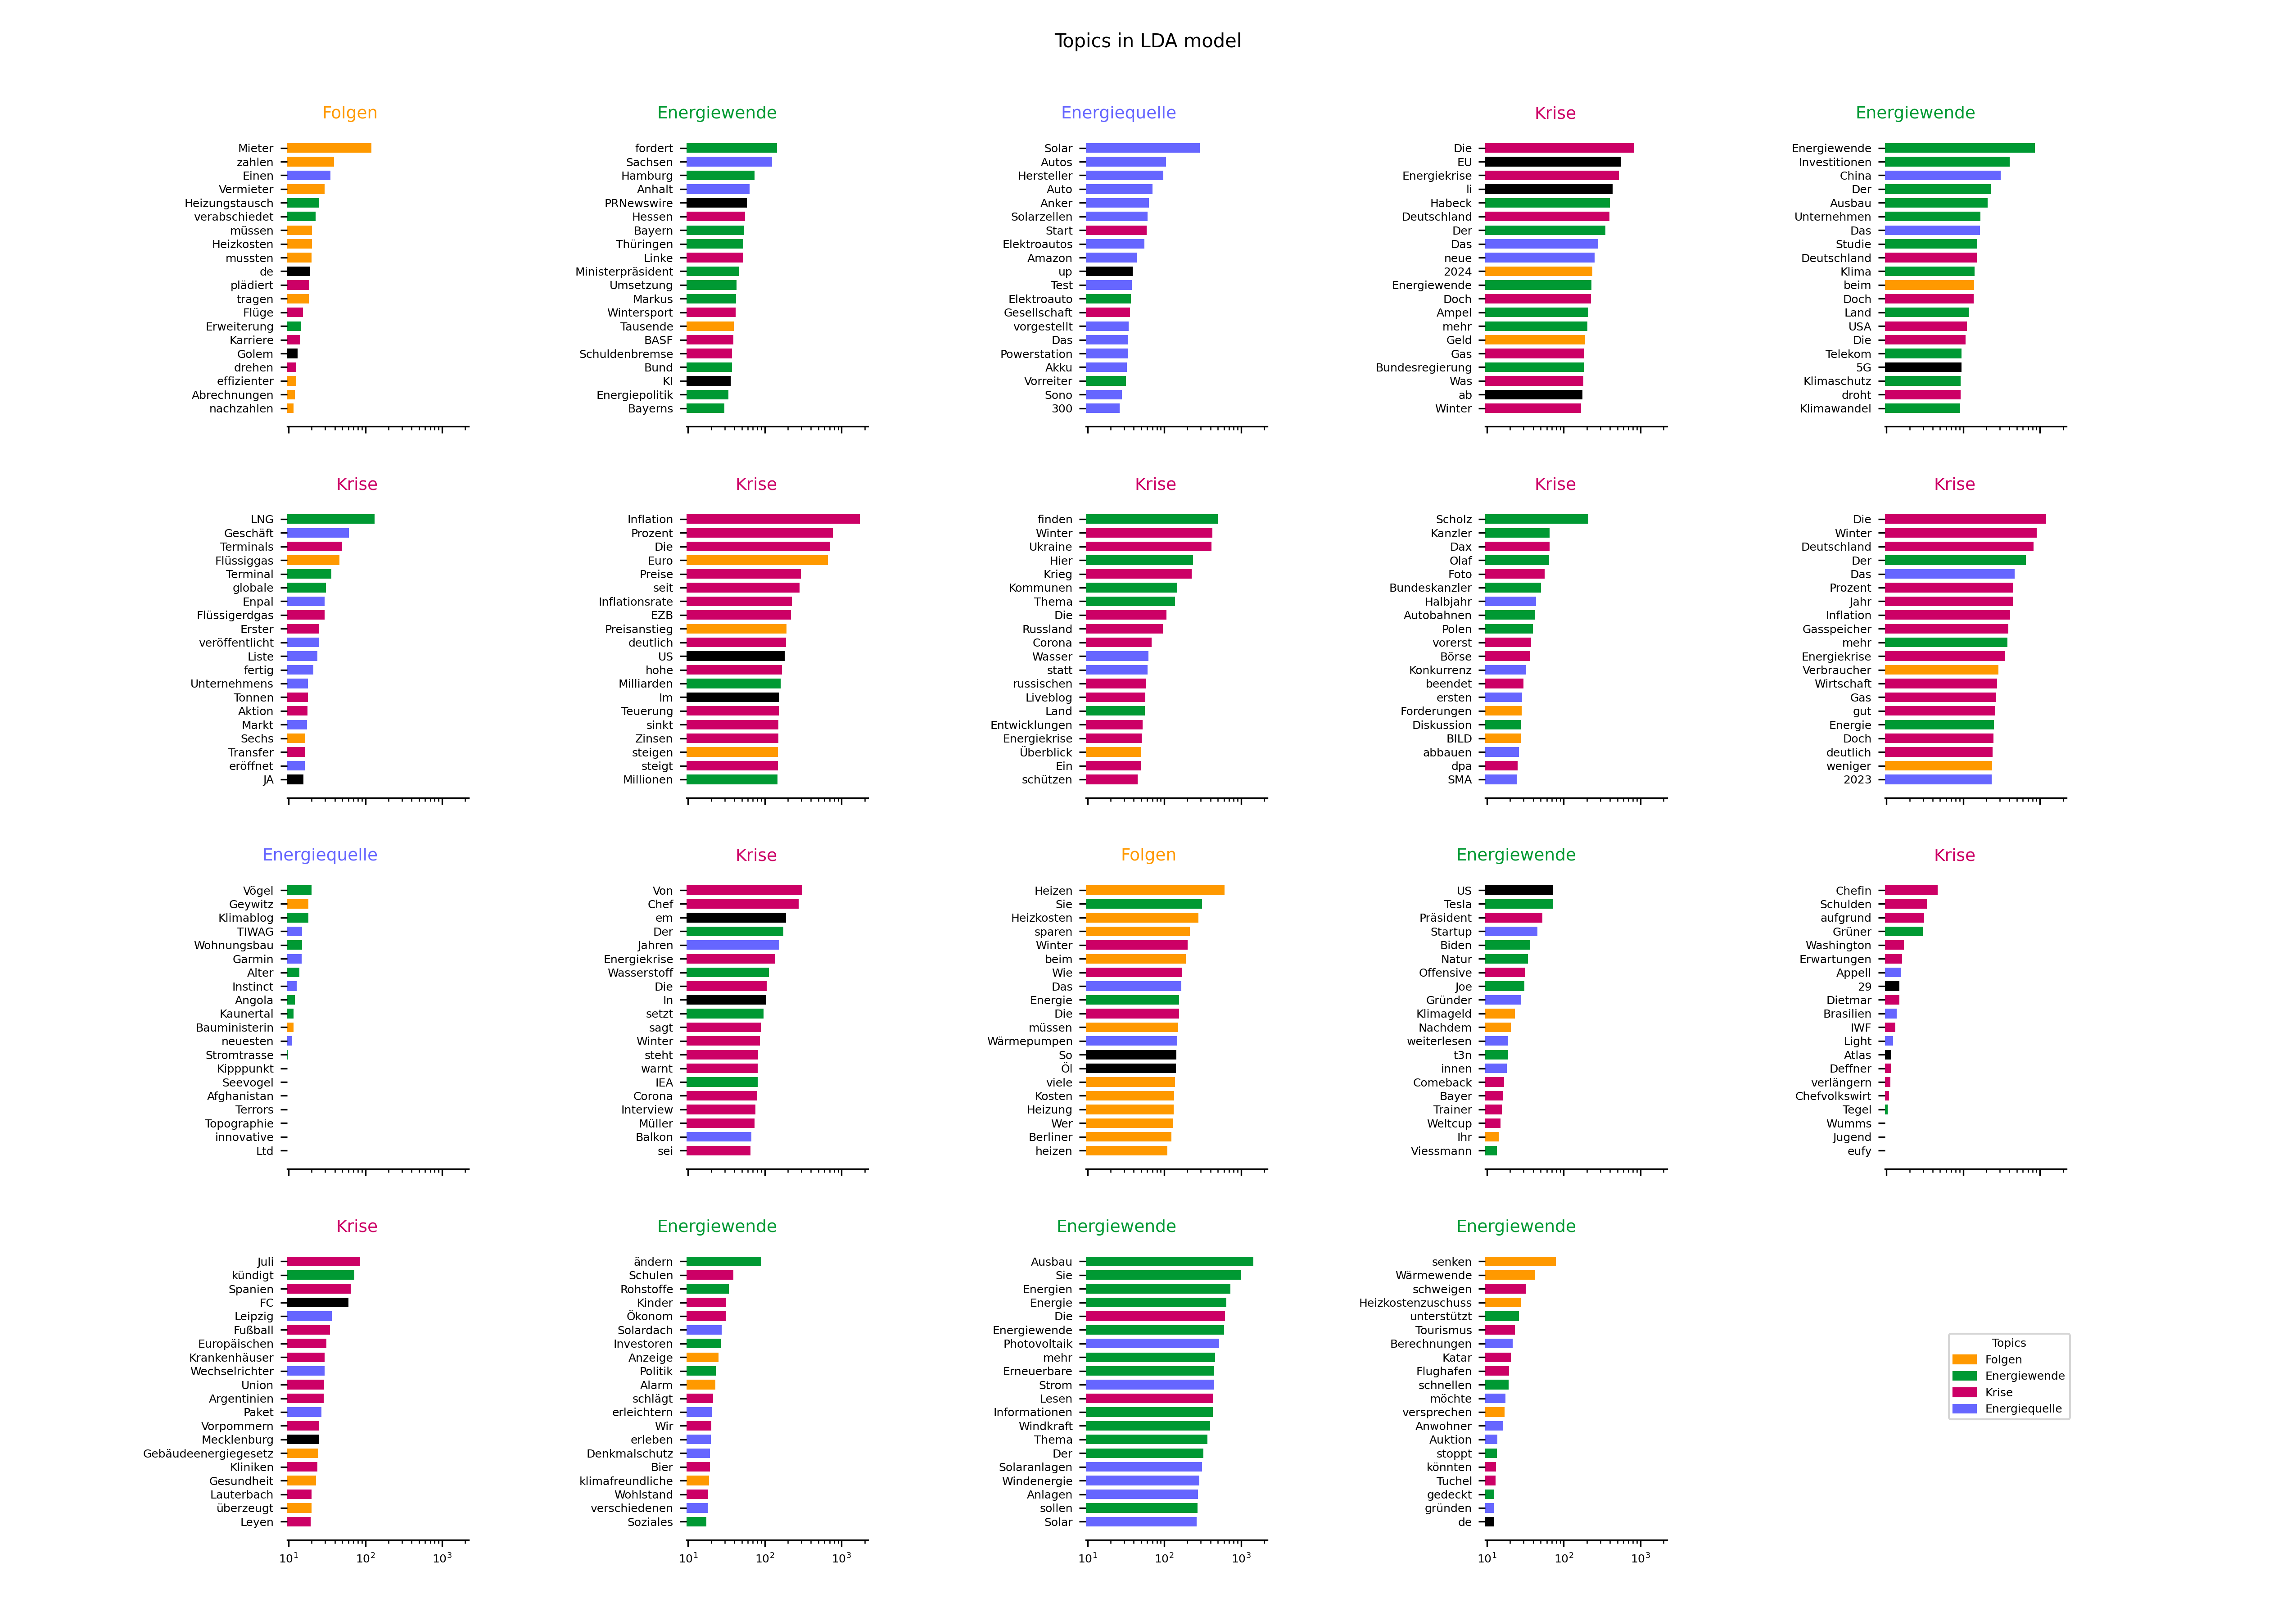 Topics in LDA model
Folgen
Mieter
zahlen
Einen
Vermieter
Heizungstausch
verabschiedet
müssen
Heizkosten
mussten
de
plädiert
tragen
Flüge
Erweiterung
Karriere
Golem
drehen
effizienter
Abrechnungen
nachzahlen
Energiewende
fordert
Sachsen
Hamburg
Anhalt
PRNewswire
Hessen
Bayern
Thüringen
Linke
Ministerpräsident
Umsetzung
Markus
Wintersport
Tausende
BASF
Schuldenbremse
Bund
KI
Energiepolitik
Bayerns
Energiequelle
Solar
Autos
Hersteller
Auto
Anker
Solarzellen
Start
Elektroautos
Amazon
up
Test
Elektroauto
Gesellschaft
vorgestellt
Das
Powerstation
Akku
Vorreiter
Sono
300
Krise
Die
EU
Energiekrise
li
Habeck
Deutschland
Der
Das
neue
2024
Energiewende
Doch
Ampel
mehr
Geld
Gas
Bundesregierung
Was
ab
Winter
Energiewende
Energiewende
Investitionen
China
Der
Ausbau
Unternehmen
Das
Studie
Deutschland
Klima
beim
Doch
Land
USA
Die
Telekom
5G
Klimaschutz
droht
Klimawandel
Krise
LNG
Geschäft
Terminals
Flüssiggas
Terminal
globale
Enpal
Flüssigerdgas
Erster
veröffentlicht
Liste
fertig
Unternehmens
Tonnen
Aktion
Markt
Sechs
Transfer
eröffnet
JA
Krise
Inflation
Prozent
Die
Euro
Preise
seit
Inflationsrate
EZB
Preisanstieg
deutlich
US
hohe
Milliarden
Im
Teuerung
sinkt
Zinsen
steigen
steigt
Millionen
Krise
finden
Winter
Ukraine
Hier
Krieg
Kommunen
Thema
Die
Russland
Corona
Wasser
statt
russischen
Liveblog
Land
Entwicklungen
Energiekrise
Überblick
Ein
schützen
Krise
Scholz
Kanzler
Dax
Olaf
Foto
Bundeskanzler
Halbjahr
Autobahnen
Polen
vorerst
Börse
Konkurrenz
beendet
ersten
Forderungen
Diskussion
BILD
abbauen
dpa
SMA
Krise
Die
Winter
Deutschland
Der
Das
Prozent
Jahr
Inflation
Gasspeicher
mehr
Energiekrise
Verbraucher
Wirtschaft
Gas
gut
Energie
Doch
deutlich
weniger
2023
Energiequelle
Vögel
Geywitz
Klimablog
TIWAG
Wohnungsbau
Garmin
Alter
Instinct
Angola
Kaunertal
Bauministerin
neuesten
Stromtrasse
Kipppunkt
Seevogel
Afghanistan
Terrors
Topographie
innovative
Ltd
Krise
Von
Chef
em
Der
Jahren
Energiekrise
Wasserstoff
Die
In
setzt
sagt
Winter
steht
warnt
IEA
Corona
Interview
Müller
Balkon
sei
Folgen
Heizen
Sie
Heizkosten
sparen
Winter
beim
Wie
Das
Energie
Die
müssen
Wärmepumpen
So
Öl
viele
Kosten
Heizung
Wer
Berliner
heizen
Energiewende
US
Tesla
Präsident
Startup
Biden
Natur
Offensive
Joe
Gründer
Klimageld
Nachdem
weiterlesen
t3n
innen
Comeback
Bayer
Trainer
Weltcup
Ihr
Viessmann
Krise
Chefin
Schulden
aufgrund
Grüner
Washington
Erwartungen
Appell
29
Dietmar
Brasilien
IWF
Light
Atlas
Deffner
verlängern
Chefvolkswirt
Tegel
Wumms
Jugend
eufy
Krise
Juli
kündigt
Spanien
FC
Leipzig
Fußball
Europäischen
Krankenhäuser
Wechselrichter
Union
Argentinien
Paket
Vorpommern
Mecklenburg
Gebäudeenergiegesetz
Kliniken
Gesundheit
Lauterbach
überzeugt
Leyen
10¹ 10² 10³
Energiewende
ändern
Schulen
Rohstoffe
Kinder
Ökonom
Solardach
Investoren
Anzeige
Politik
Alarm
schlägt
erleichtern
Wir
erleben
Denkmalschutz
Bier
klimafreundliche
Wohlstand
verschiedenen
Soziales
10¹ 10² 10³
Energiewende
Ausbau
Sie
Energien
Energie
Die
Energiewende
Photovoltaik
mehr
Erneuerbare
Strom
Lesen
Informationen
Windkraft
Thema
Der
Solaranlagen
Windenergie
Anlagen
sollen
Solar
10¹ 10² 10³
Energiewende
senken
Wärmewende
schweigen
Heizkostenzuschuss
unterstützt
Tourismus
Berechnungen
Katar
Flughafen
schnellen
möchte
versprechen
Anwohner
Auktion
stoppt
könnten
Tuchel
gedeckt
gründen
de
10¹ 10² 10³
Topics
Folgen
Energiewende
Krise
Energiequelle